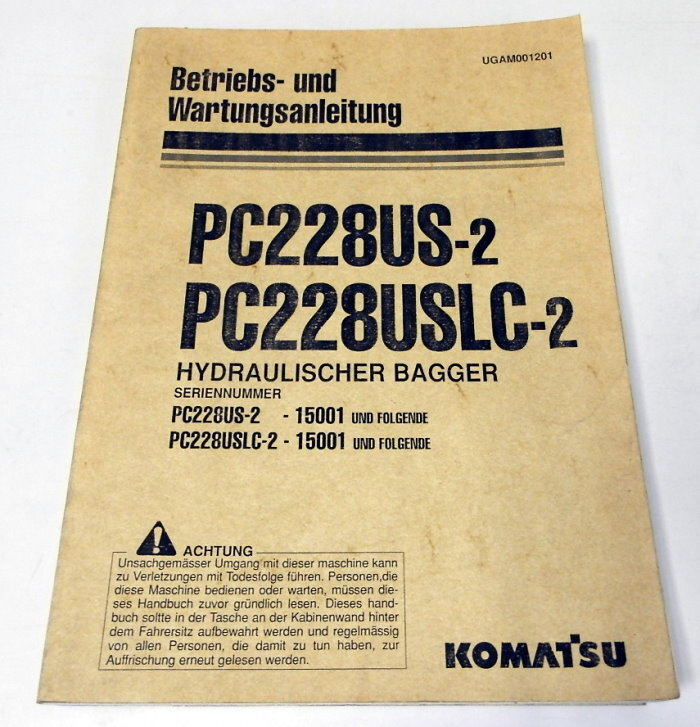 UGAM001201
Betriebs- und
Wartungsanleitung
PC228US-2
PC228USLC-2
HYDRAULISCHER BAGGER
SERIENNUMMER
PC228US-2 - 15001 UND FOLGENDE
PC228USLC-2 - 15001 UND FOLGENDE
ACHTUNG
Unsachgemässer Umgang mit dieser maschine kann
zu Verletzungen mit Todesfolge führen. Personen,die
diese Maschine bedienen oder warten, müssen die-
ses Handbuch zuvor gründlich lesen. Dieses hand-
buch soltte in der Tasche an der Kabinenwand hinter
dem Fahrersitz aufbewahrt werden und regelmässig
von allen Personen, die damit zu tun haben, zur
Auffrischung erneut gelesen werden.
KOMATSU